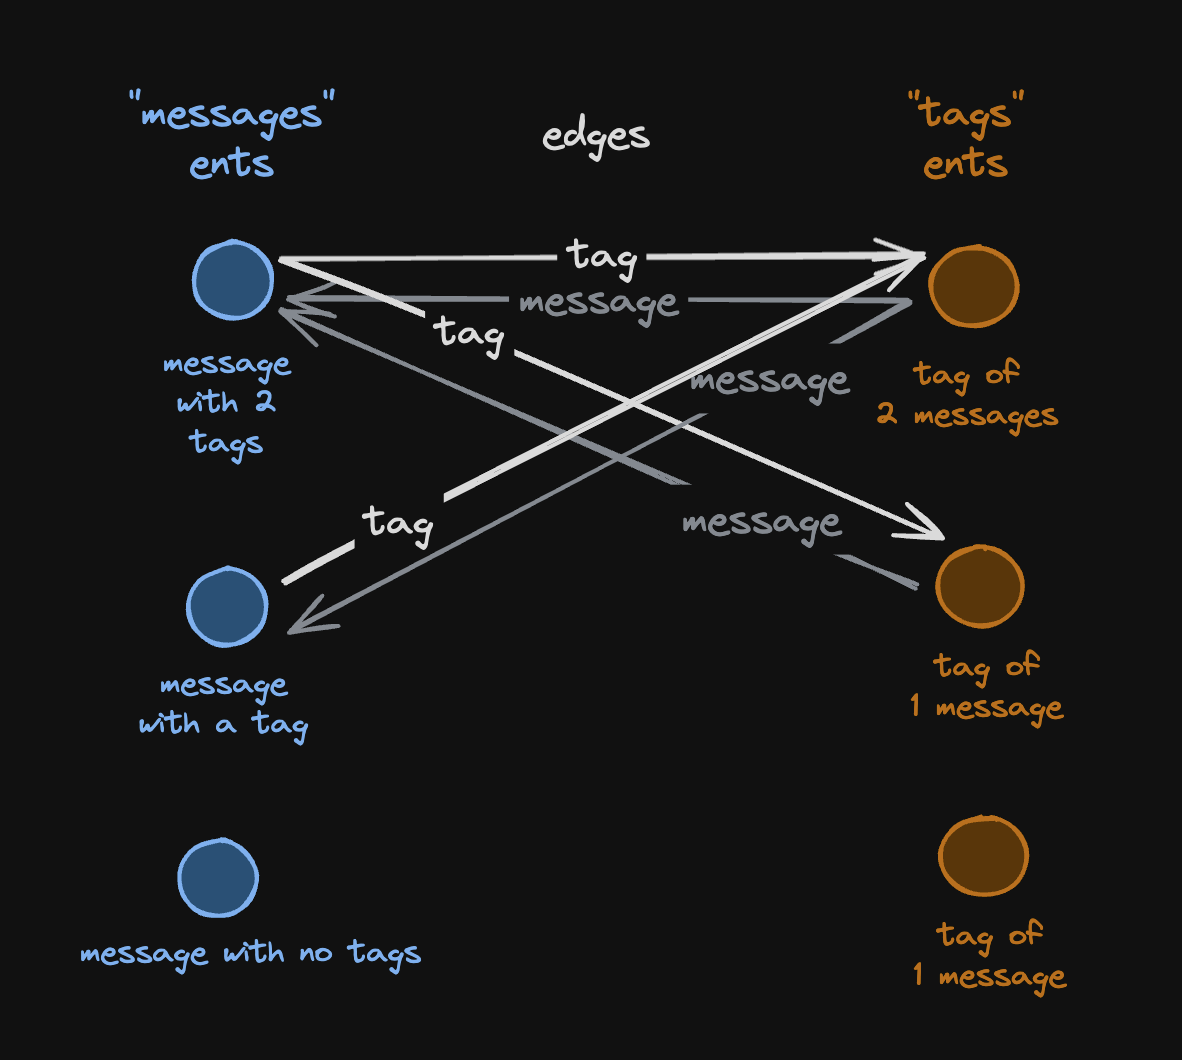 "messages"
ents
edges
"tags"
ents
tag
message
tag
message
message
with 2
tags
tag of
2 messages
tag
message
message
with a tag
tag of
1 message
message with no tags
tag of
1 message